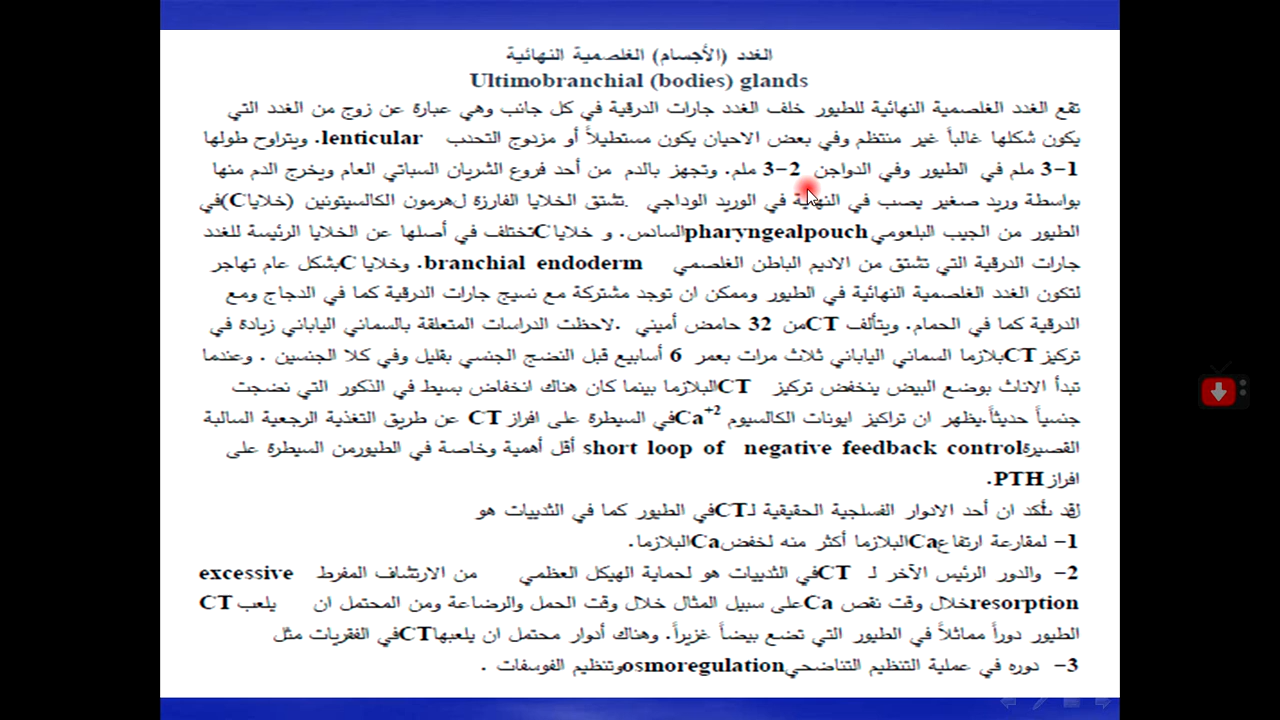 الغدد (الأجسام) الغلصمية النهائية
Ultimobranchial (bodies) glands
تقع الغدد الغلصمية النهائية للطيور خلف الغدد جارات الدرقية في كل جانب وهي عبارة عن زوج من الغدد التي
يكون شكلها غالباً غير منتظم وفي بعض الاحيان يكون مستطيلاً أو مزدوج التحدب lenticular. ويتراوح طولها
1-3 ملم في الطيور وفي الدواجن 2-3 ملم. وتجهز بالدم من أحد فروع الشريان السباتي العام ويخرج الدم منها
بواسطة وريد صغير يصب في النهاية في الوريد الوداجي .تشتق الخلايا الفارزة لهرمون الكالسيتونين (خلاياC)في
الطيور من الجيب البلعومي pharyngealpouchالسادس. و خلاياCتختلف في أصلها عن الخلايا الرئيسة للغدد
جارات الدرقية التي تشتق من الاديم الباطن الغلصمي branchial endoderm. وخلاياCبشكل عام تهاجر
لتكون الغدد الغلصمية النهائية في الطيور وممكن ان توجد مشتركة مع نسيج جارات الدرقية كما في الدجاج ومع
الدرقية كما في الحمام. ويتألف CTمن 32 حامض أميني .لاحظت الدراسات المتعلقة بالسماني الياباني زيادة في
تركيز CTبلازما السماني الياباني ثلاث مرات بعمر 6 أسابيع قبل النضج الجنسي بقليل وفي كلا الجنسين . وعندما
تبدأ الاناث بوضع البيض ينخفض تركيز CTالبلازما بينما كان هناك انخفاض بسيط في الذكور التي نضجت
جنسياً حديثاً.يظهر ان تراكيز ايونات الكالسيوم Ca+2في السيطرة على افراز CT عن طريق التغذية الرجعية السالبة
القصيرةshort loop of negative feedback control أقل أهمية وخاصة في الطيورمن السيطرة على
افراز PTH.
لقد تأكد ان أحد الادوار الفسلجية الحقيقية لـCTفي الطيور كما في الثدييات هو
1- لمقارعة ارتفاعCaالبلازما أكثر منه لخفضCaالبلازما.
2- والدور الرئيس الآخر لـ CTفي الثدييات هو لحماية الهيكل العظمي من الارتشاف المفرط excessive
resorptionخلال وقت نقص Caعلى سبيل المثال خلال وقت الحمل والرضاعة ومن المحتمل ان يلعب CT
الطيور دوراً مماثلاً في الطيور التي تضع بيضاً غزيراً. وهناك أدوار محتمل ان يلعبهاCTفي الفقريات مثل
3- دوره في عملية التنظيم التناضحيosmoregulationوتنظيم الفوسفات .